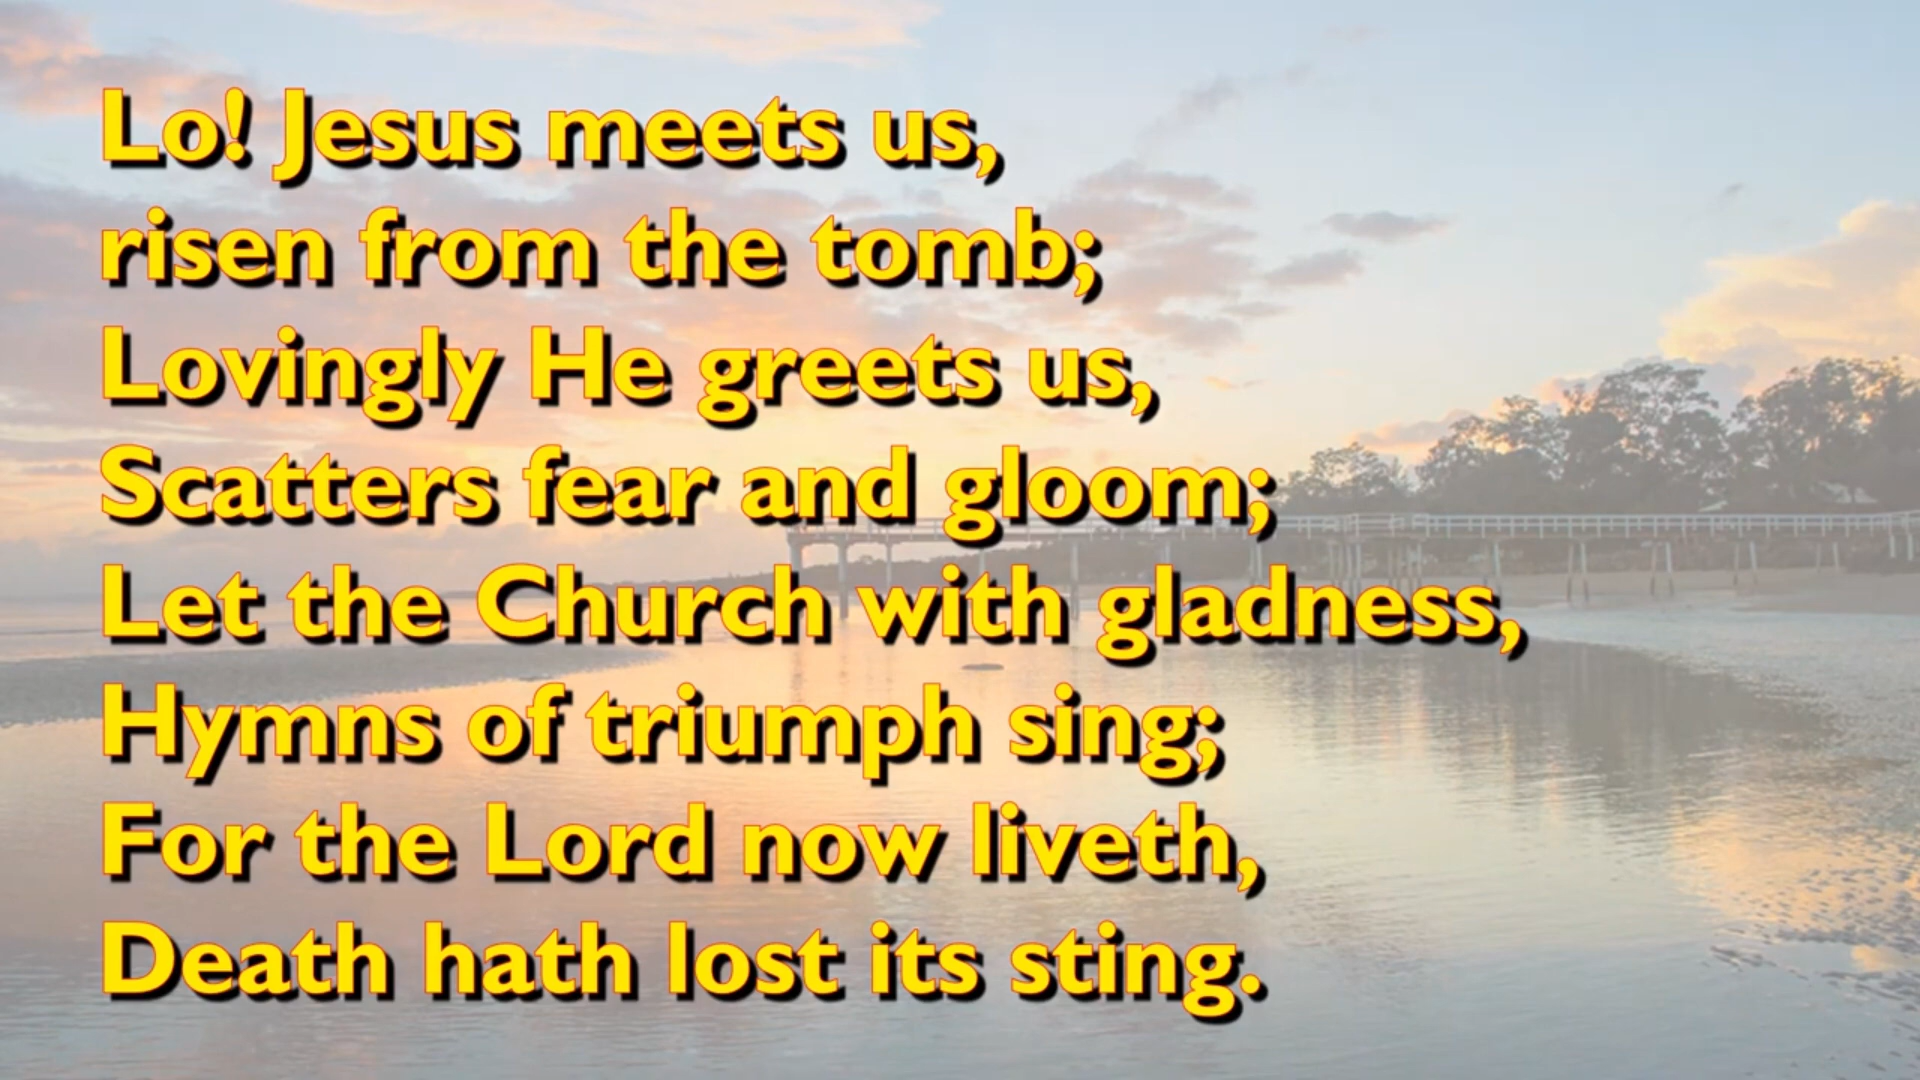 Lo! Jesus meets us,
risen from the tomb;
Lovingly He greets us,
Scatters fear and gloom;
Let the Church with gladness,
Hymns of triumph sing;
For the Lord now liveth,
Death hath lost its sting.